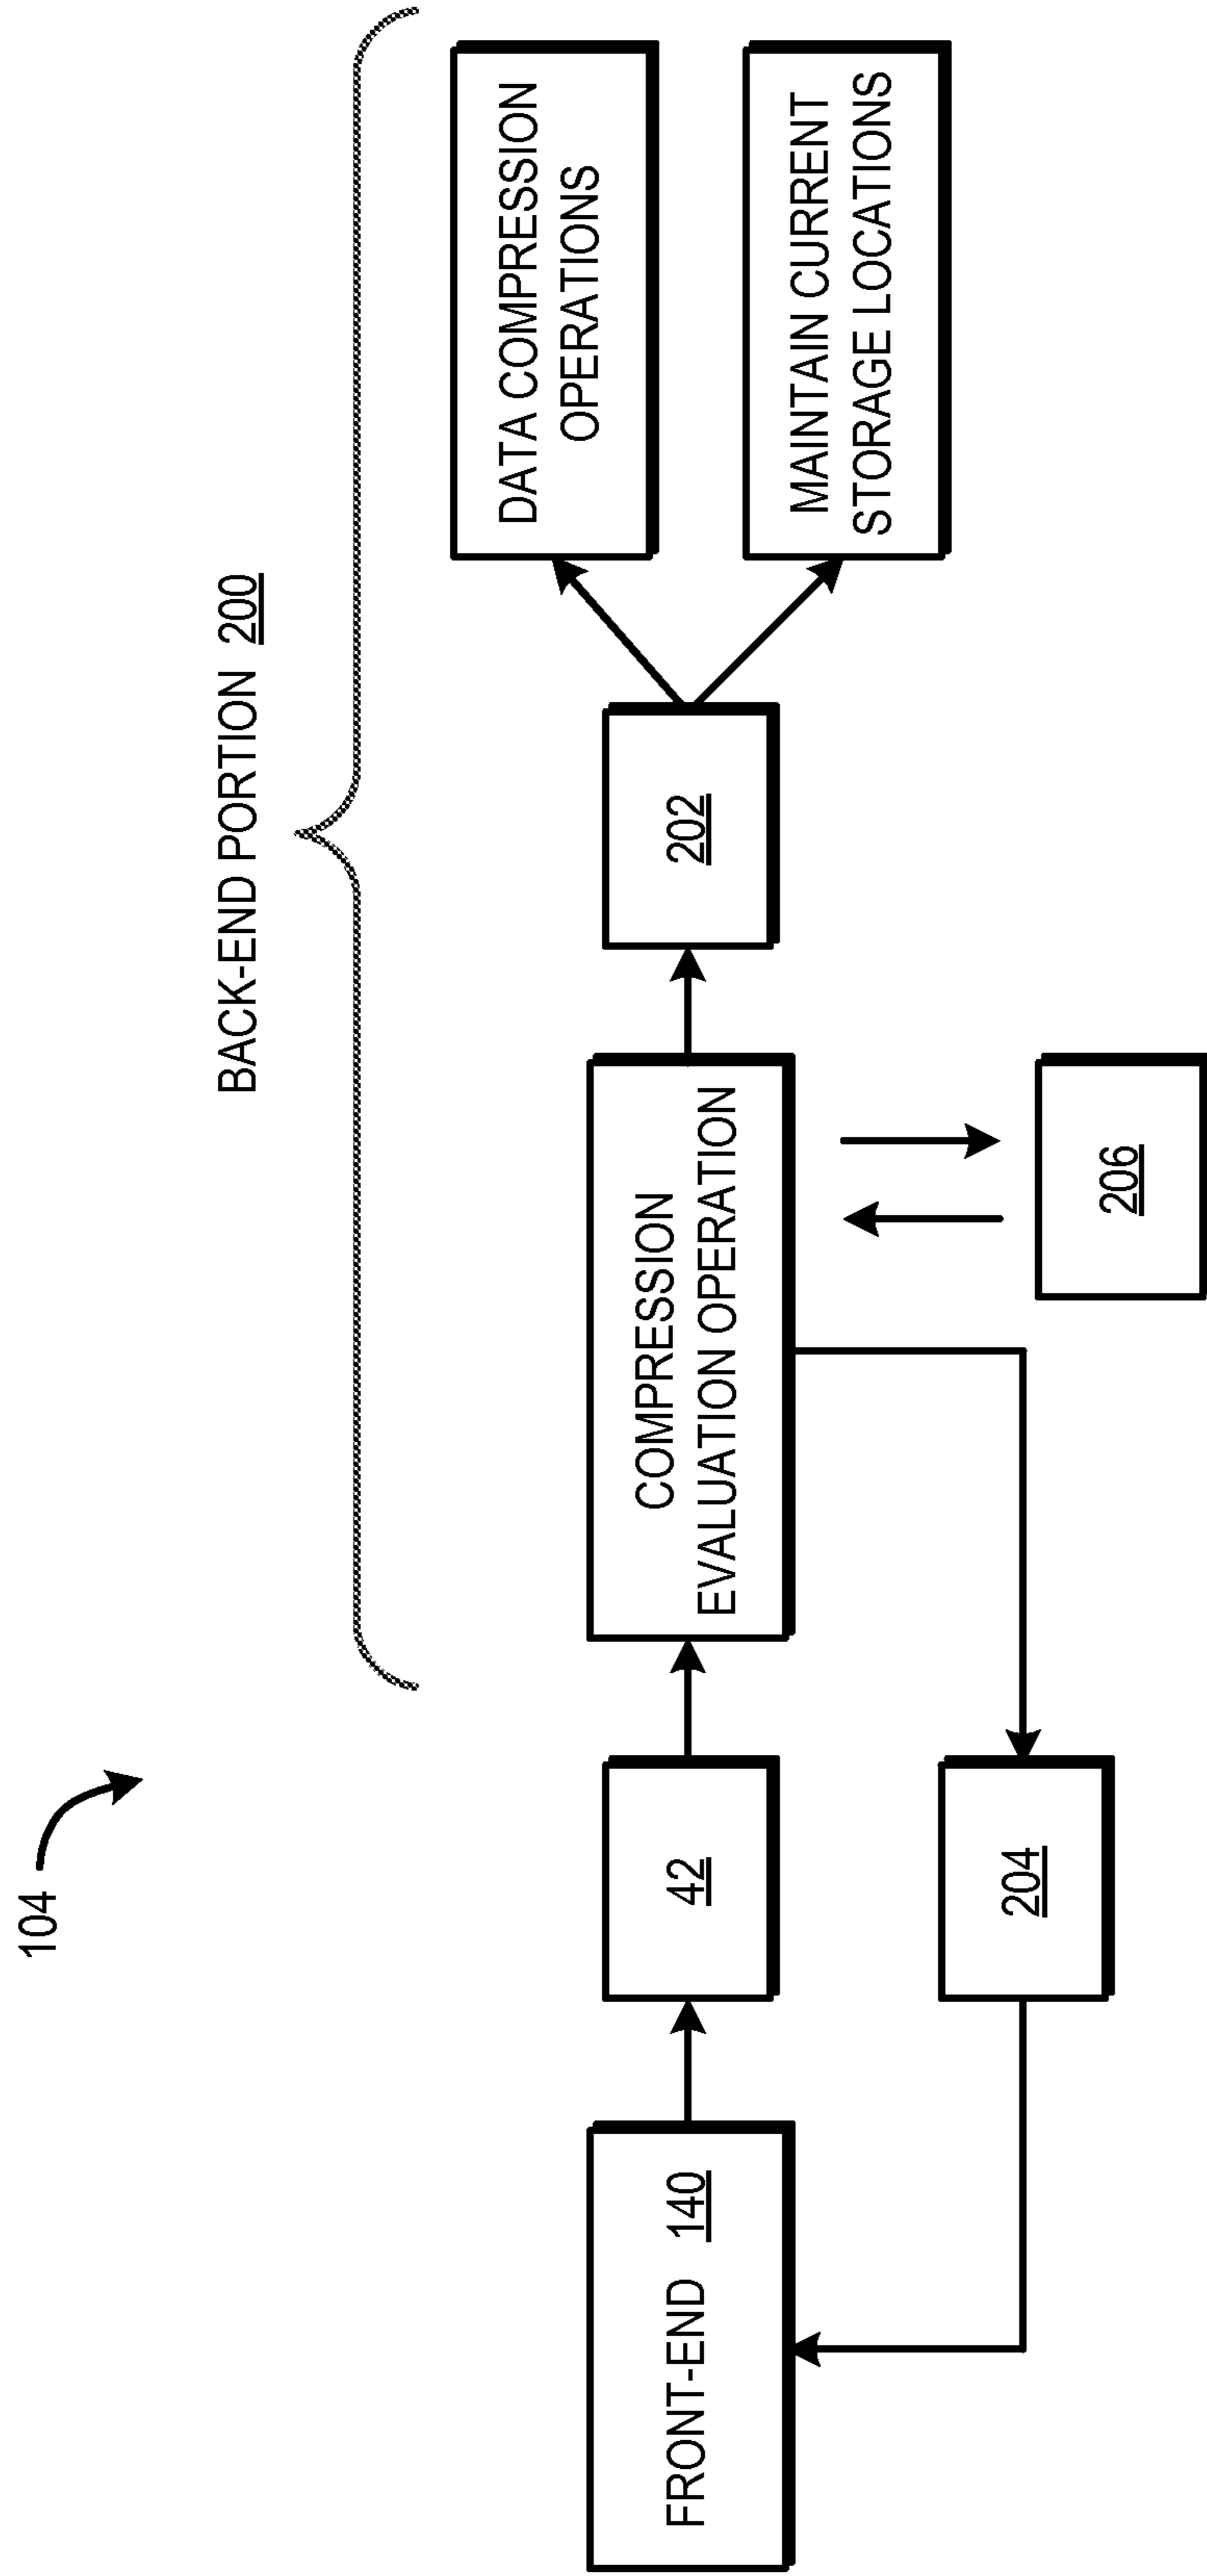 104
BACK-END PORTION 200
FRONT-END 140
42
COMPRESSION
EVALUATION OPERATION
202
DATA COMPRESSION
OPERATIONS
MAINTAIN CURRENT
STORAGE LOCATIONS
204
206